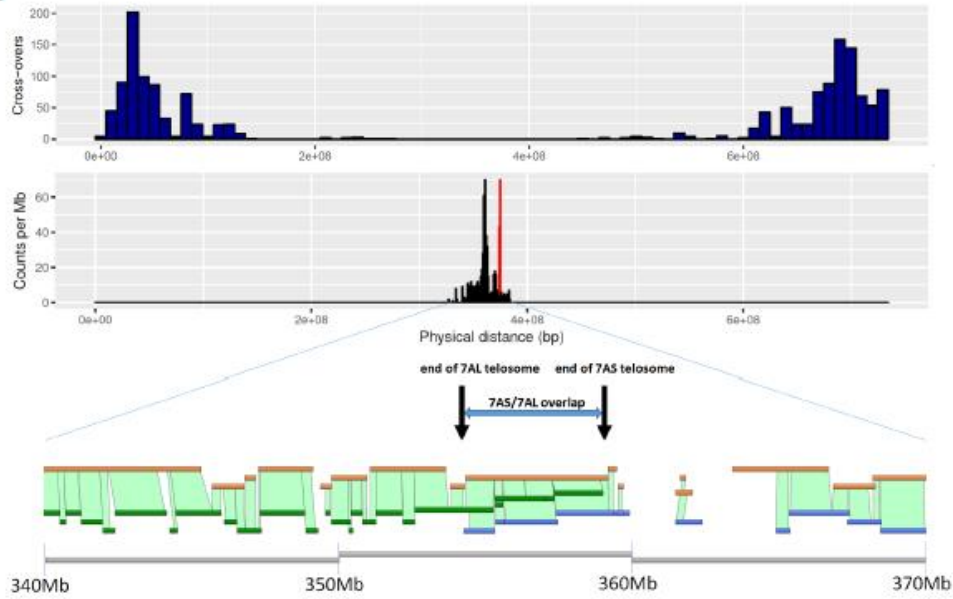 Cross-overs
200
150
100
50
0
0e+00 2e+08 4e+08 6e+08
Counts per Mb
60
40
20
0
0e+00 2e+08 4e+08 6e+08
Physical distance (bp)
end of 7AL telosome end of 7AS telosome
7AS/7AL overlap
340Mb 350Mb 360Mb 370Mb